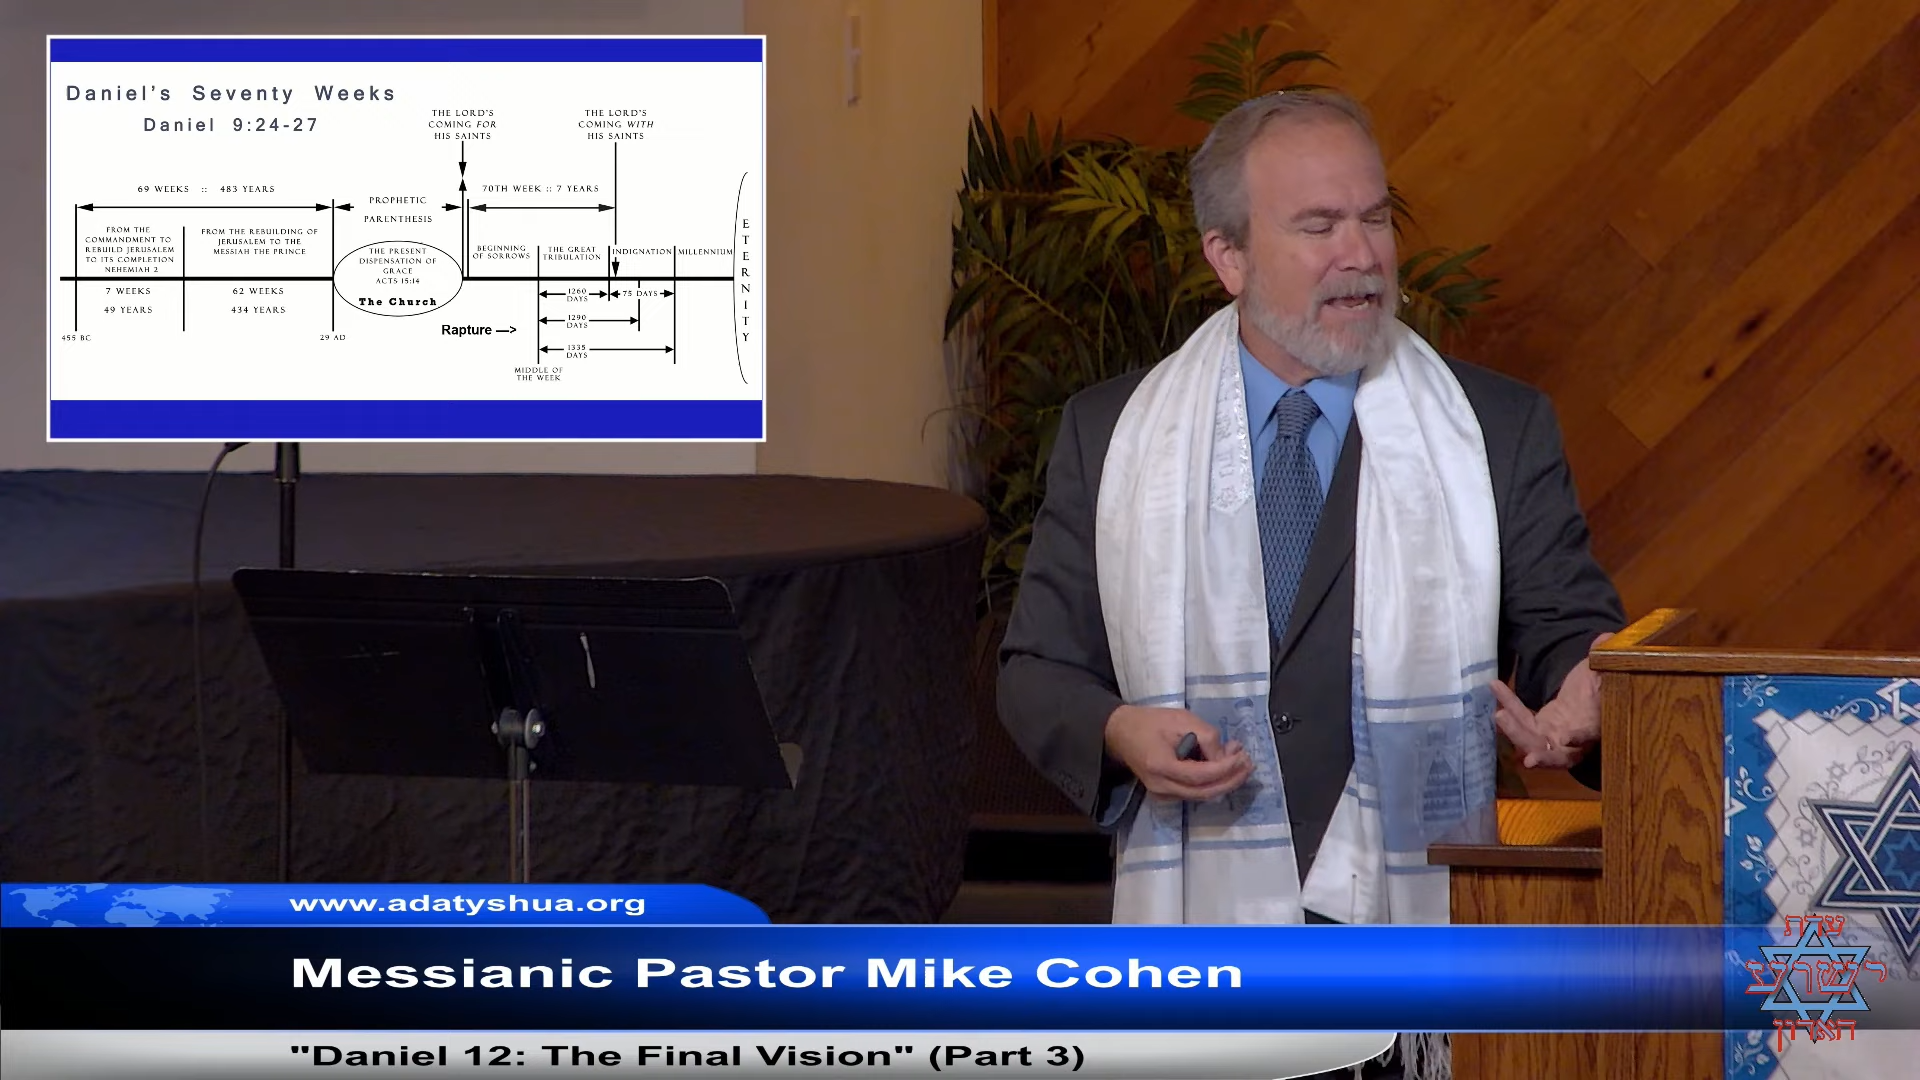 Daniel's Seventy Weeks
Daniel 9:24-27
THE LORD'S
COMING FOR
HIS SAINTS
THE LORD'S
COMING WITH
HIS SAINTS
69 WEEKS :: 483 YEARS
PROPHETIC
PARENTHESIS
70TH WEEK :: 7 YEARS
FROM THE
COMMANDMENT TO
REBUILD JERUSALEM
TO ITS COMPLETION
NEHEMIAH 2
FROM THE REBUILDING OF
JERUSALEM TO THE
MESSIAH THE PRINCE
THE PRESENT
DISPENSATION OF
GRACE
ACTS 15:14
The Church
BEGINNING
OF SORROWS
THE GREAT
TRIBULATION
INDIGNATION
MILLENNIUM
ETERNITY
7 WEEKS
49 YEARS
62 WEEKS
434 YEARS
1260
DAYS
75 DAYS
1290
DAYS
1335
DAYS
Rapture —>
455 BC
29 AD
MIDDLE OF
THE WEEK
www.adatyshua.org
Messianic Pastor Mike Cohen
"Daniel 12: The Final Vision" (Part 3)
עדת
ישוע
האדון